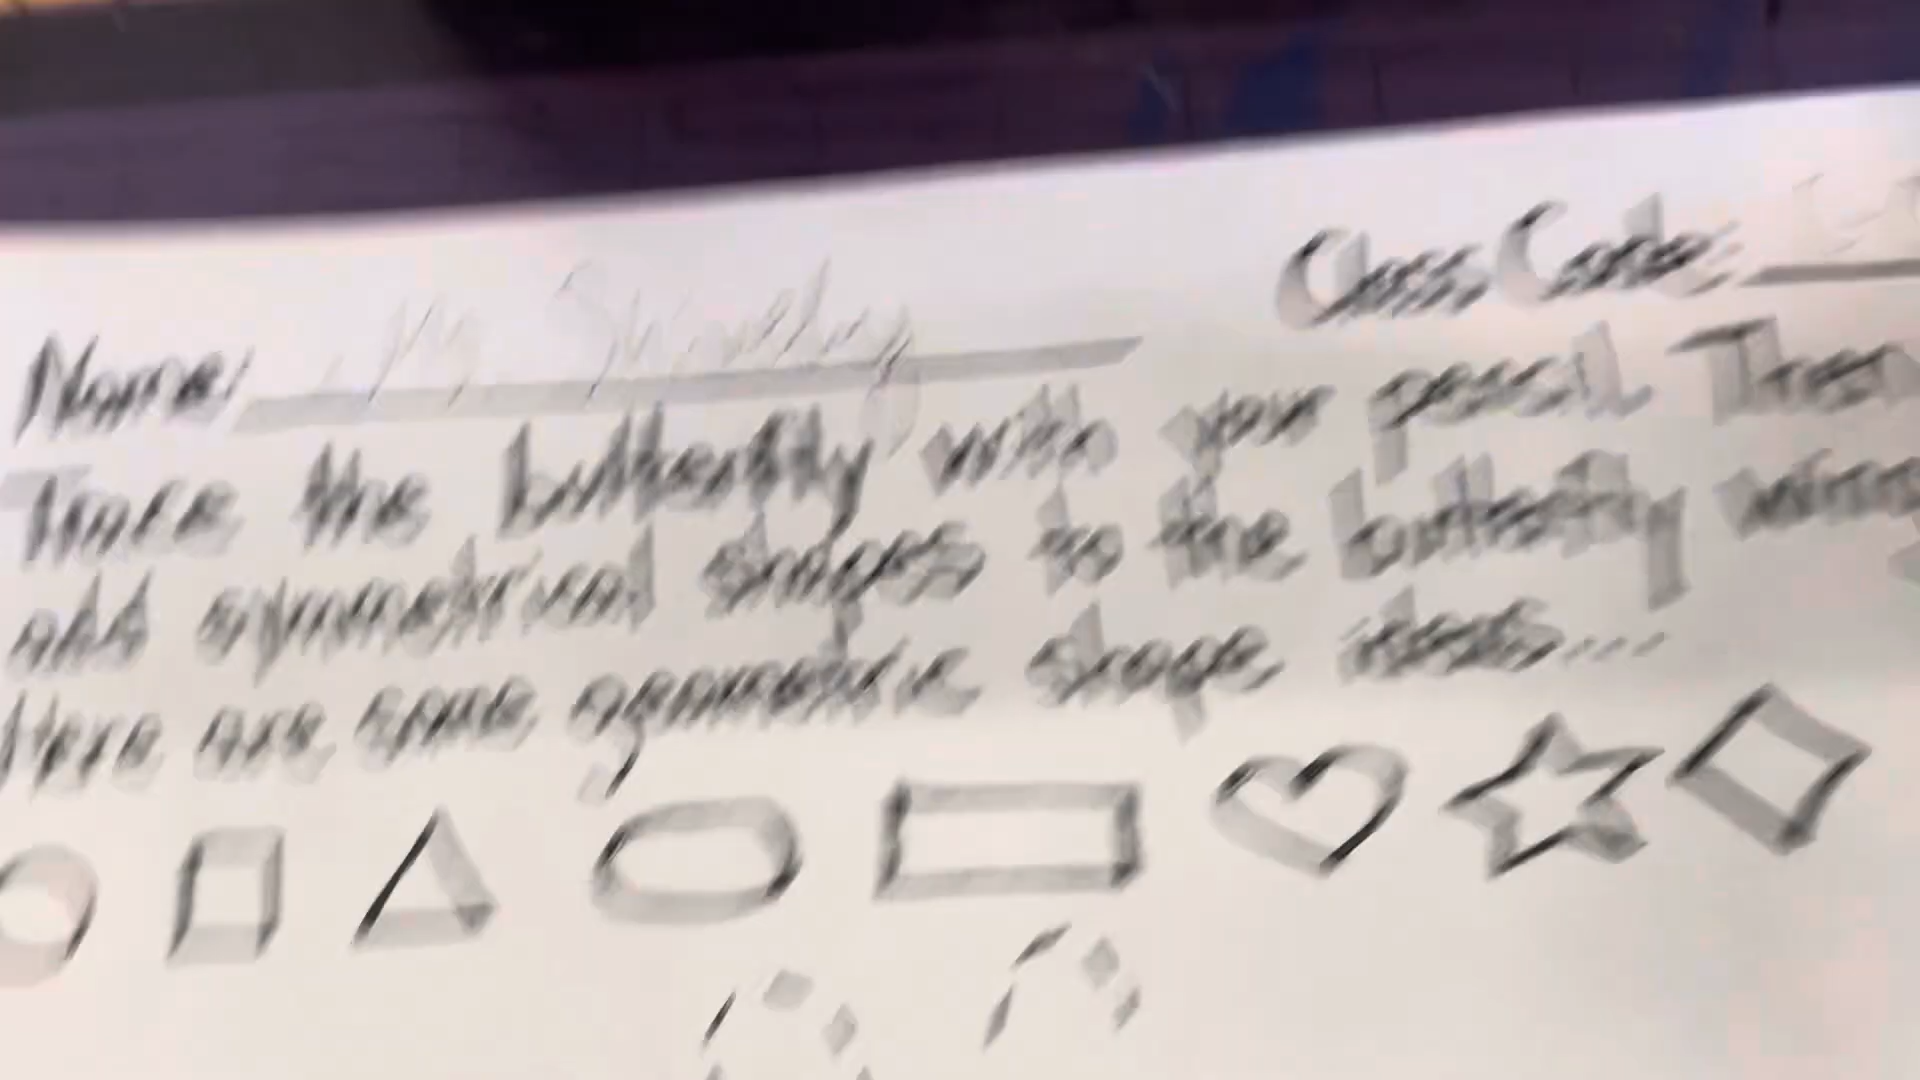 Name: Class Code:
Trace the butterfly with your pencil. Then
add symmetrical shapes to the butterfly wings
Here are some geometric shape ideas...